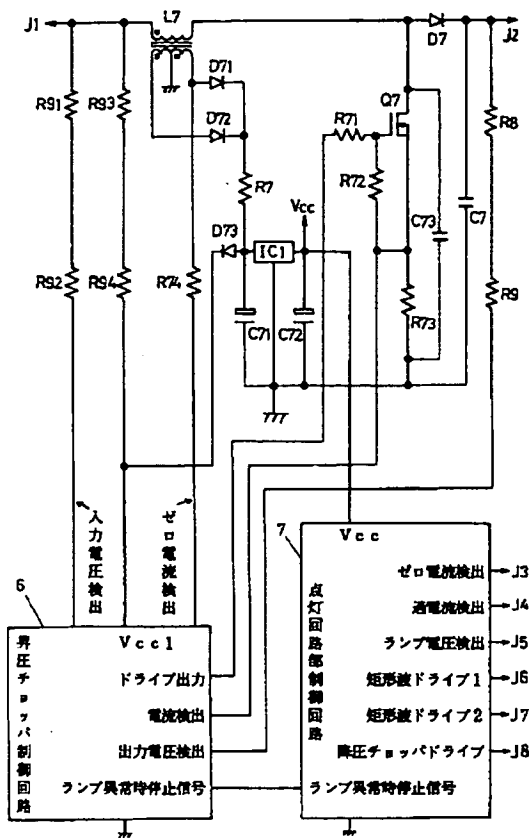 J1
L7
D7
J2
R91
R93
D71
D72
R71
Q7
R8
R7
R72
C73
C7
Vcc
D73
IC1
R92
R94
R74
C71
C72
R73
R9
入力電圧検出
ゼロ電流検出
6
昇圧チョッパ制御回路
Vcc1
ドライブ出力
電流検出
出力電圧検出
ランプ異常時停止信号
7
点灯回路部制御回路
Vcc
ゼロ電流検出
J3
過電流検出
J4
ランプ電圧検出
J5
矩形波ドライブ1
J6
矩形波ドライブ2
J7
降圧チョッパドライブ
J8
ランプ異常時停止信号